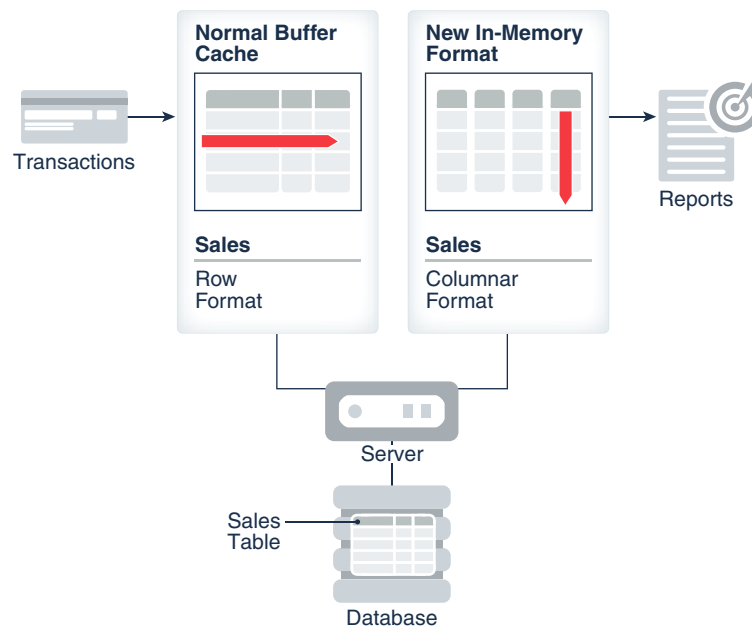 Normal Buffer
Cache
New In-Memory
Format
Transactions
Reports
Sales
Row
Format
Sales
Columnar
Format
Server
Sales
Table
Database